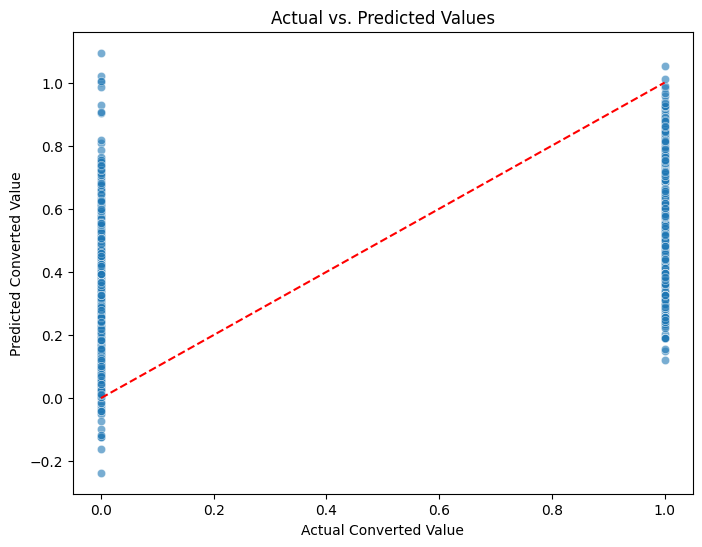 Actual vs. Predicted Values
1.0
0.8
0.6
0.4
0.2
0.0
−0.2
Predicted Converted Value
0.0 0.2 0.4 0.6 0.8 1.0
Actual Converted Value